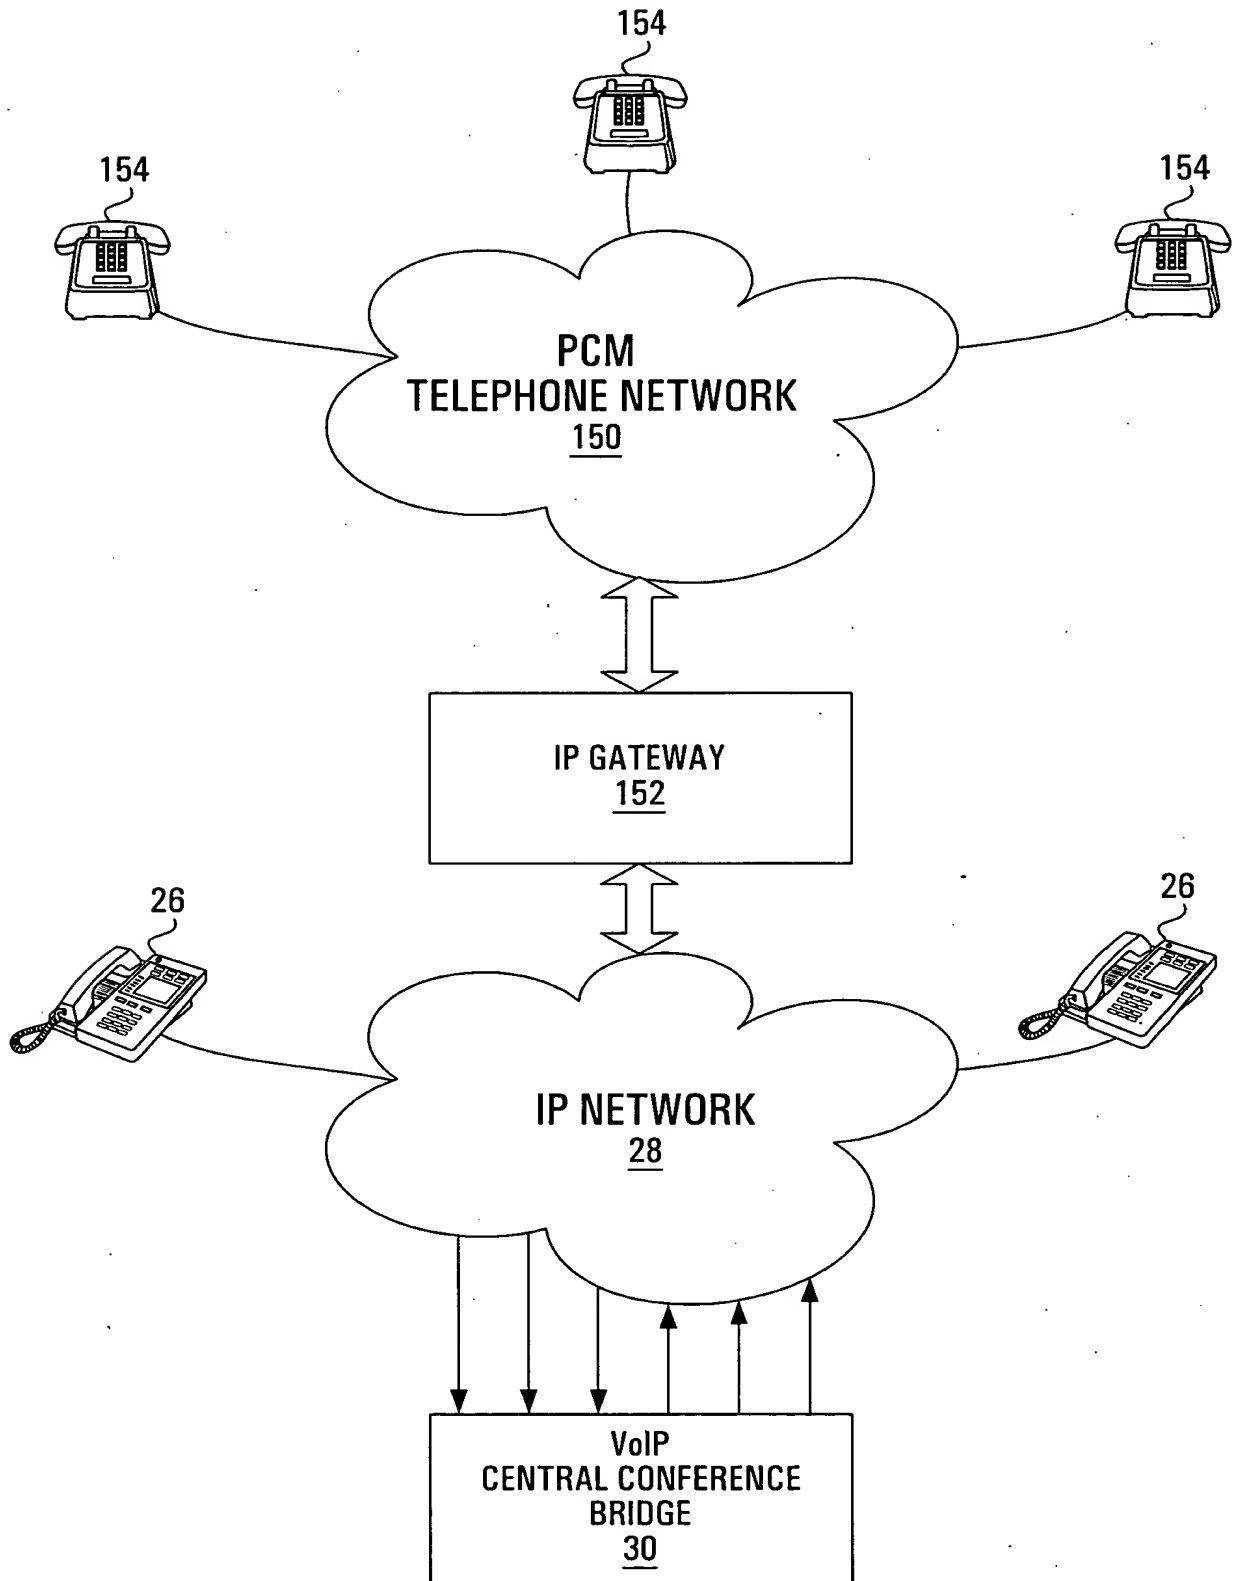 154
154
154
PCM
TELEPHONE NETWORK
150
IP GATEWAY
152
26
26
IP NETWORK
28
VoIP
CENTRAL CONFERENCE
BRIDGE
30